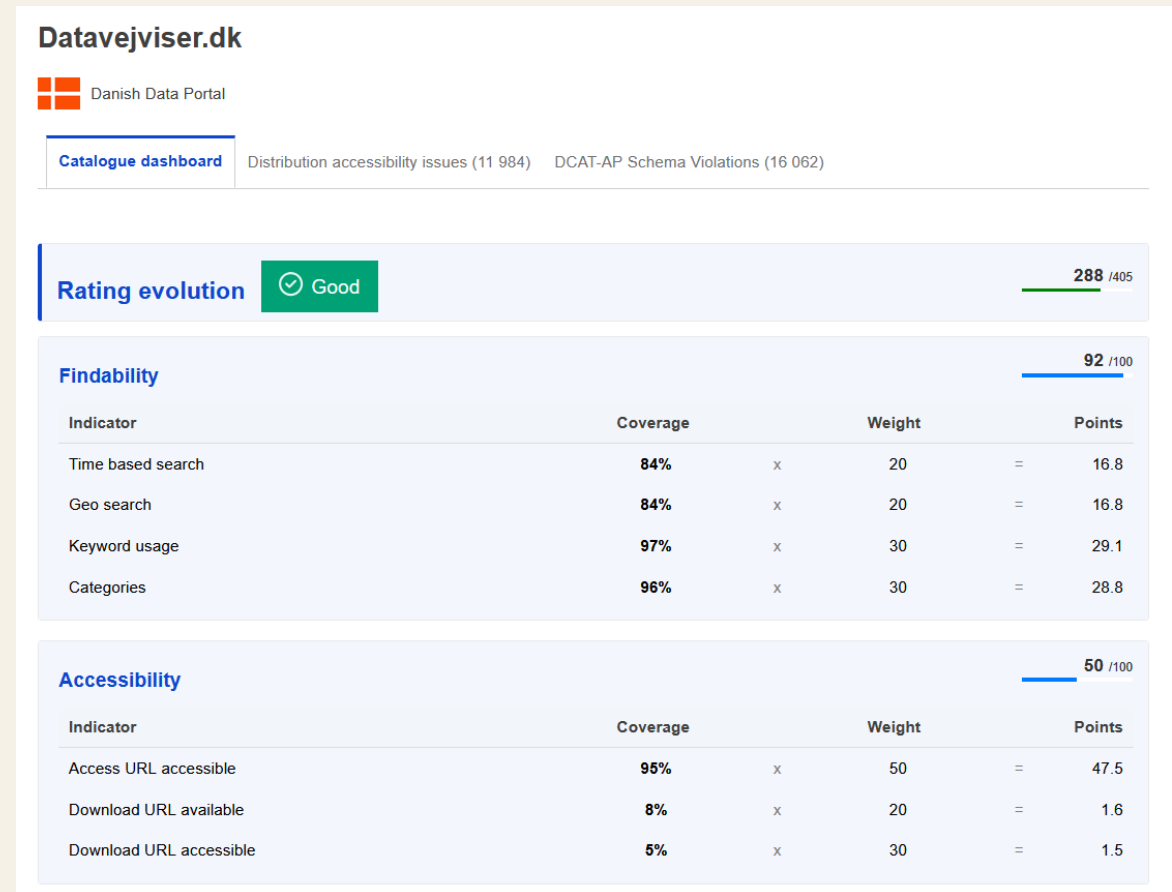 Datavejviser.dk
Danish Data Portal
Catalogue dashboard Distribution accessibility issues (11 984) DCAT-AP Schema Violations (16 062)
Rating evolution Good 288 /405
Findability 92 /100
Indicator Coverage Weight Points
Time based search 84% x 20 = 16.8
Geo search 84% x 20 = 16.8
Keyword usage 97% x 30 = 29.1
Categories 96% x 30 = 28.8
Accessibility 50 /100
Indicator Coverage Weight Points
Access URL accessible 95% x 50 = 47.5
Download URL available 8% x 20 = 1.6
Download URL accessible 5% x 30 = 1.5